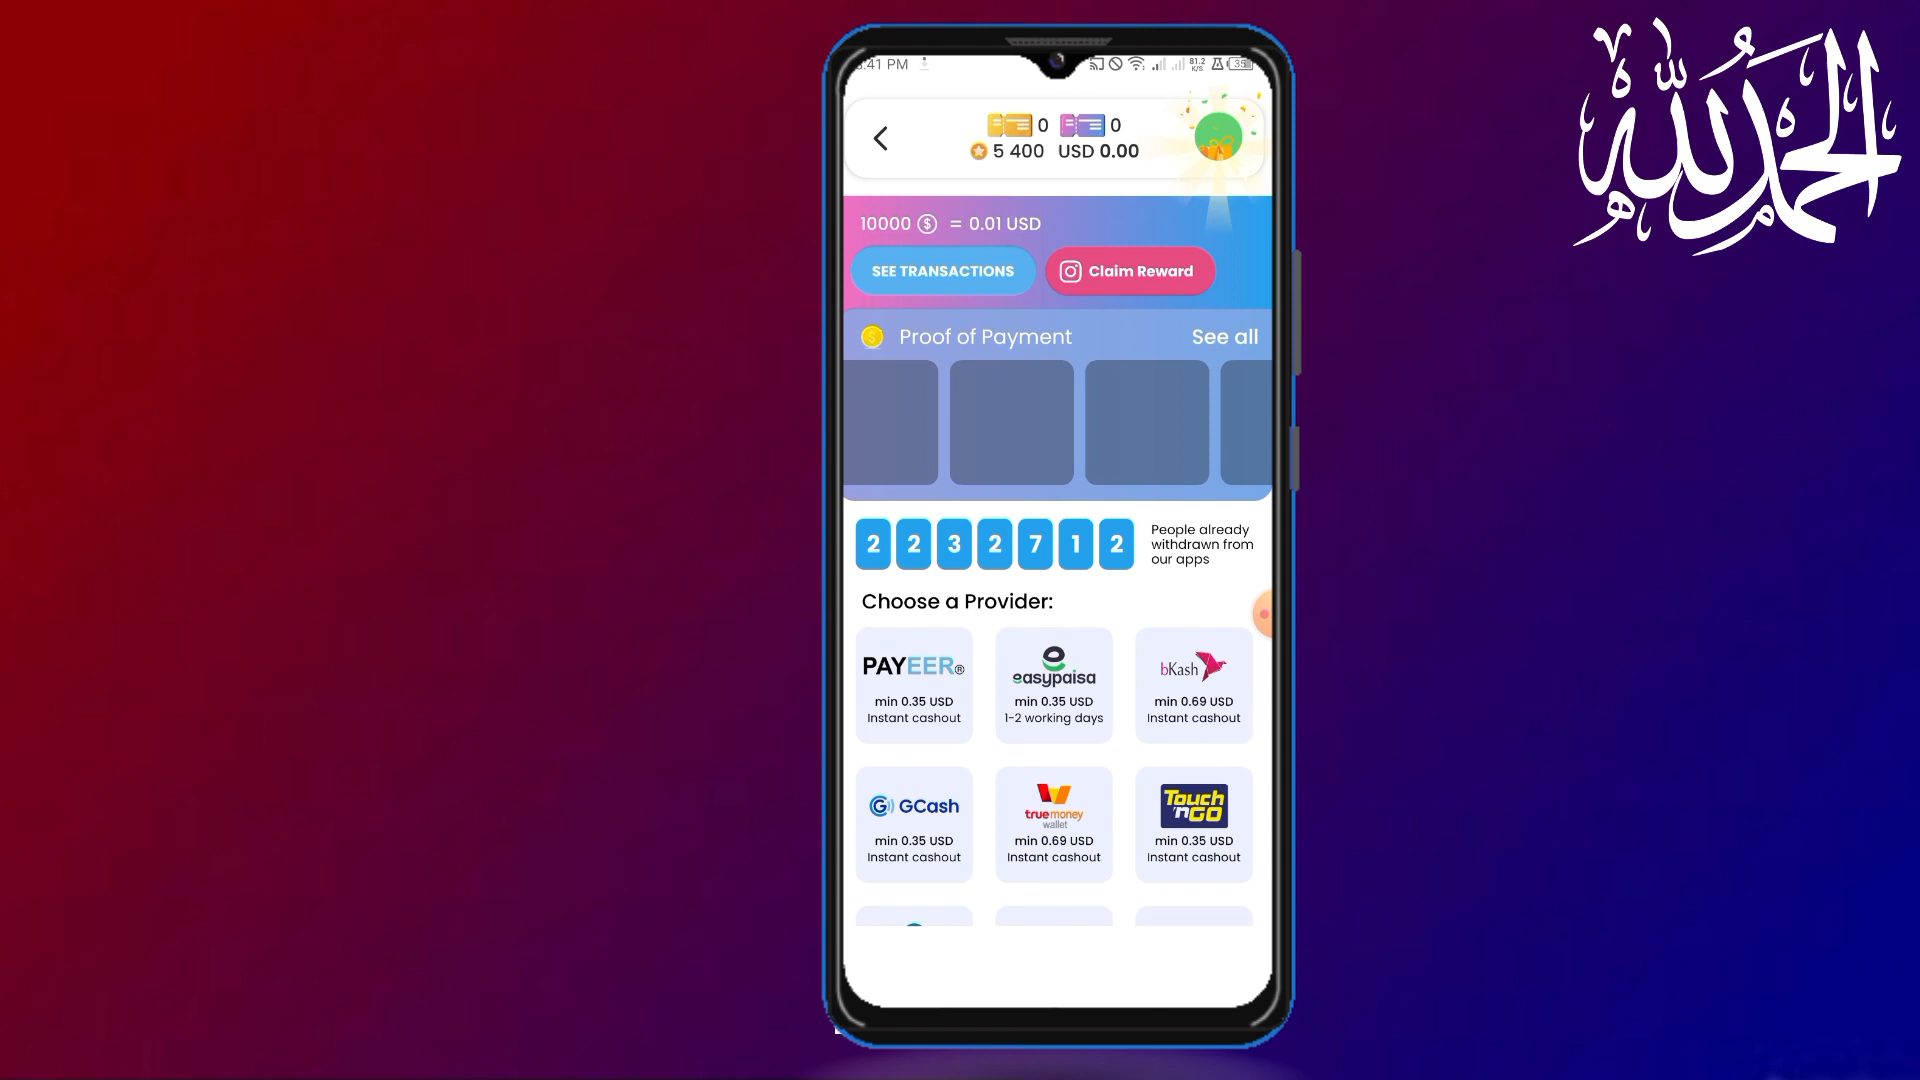 :41 PM
81.2
K/S
35
الحمد لله
0
0
5 400
USD 0.00
10000 $ = 0.01 USD
SEE TRANSACTIONS
Claim Reward
Proof of Payment
See all
2 2 3 2 7 1 2
People already
withdrawn from
our apps
Choose a Provider:
PAYEER®
min 0.35 USD
Instant cashout
easypaisa
min 0.35 USD
1-2 working days
bKash
min 0.69 USD
Instant cashout
GCash
min 0.35 USD
Instant cashout
truemoney
wallet
min 0.69 USD
Instant cashout
Touch
'nGO
min 0.35 USD
Instant cashout